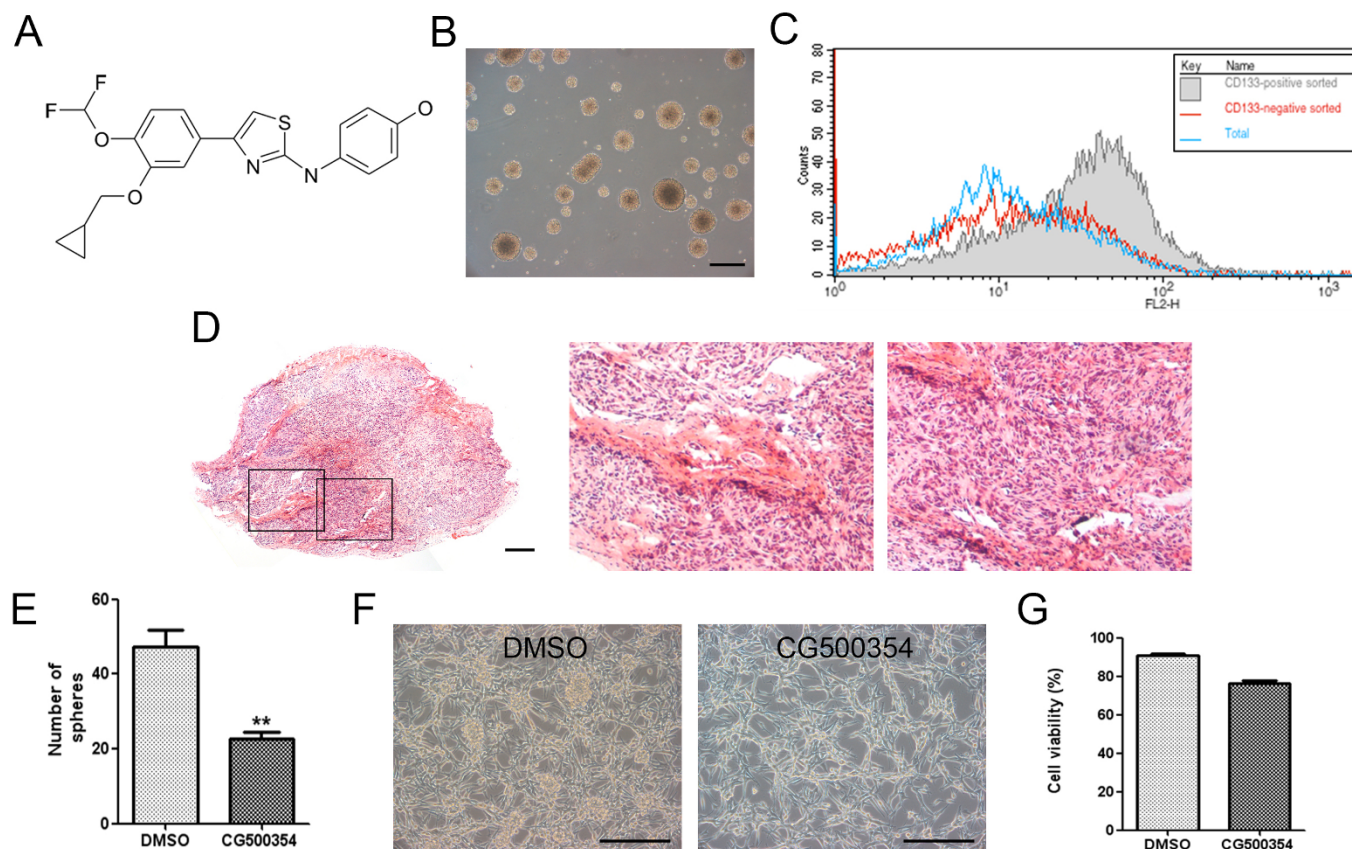 A
F
F
O
O
S
N
N
O
B
C
80
70
60
50
40
30
20
10
0
Counts
10⁰
10¹
10²
10³
FL2-H
Key Name
CD133-positive sorted
CD133-negative sorted
Total
D
E
60
40
20
0
Number of
spheres
**
DMSO
CG500354
F
DMSO
CG500354
G
100
80
60
40
20
0
Cell viability (%)
DMSO
CG500354